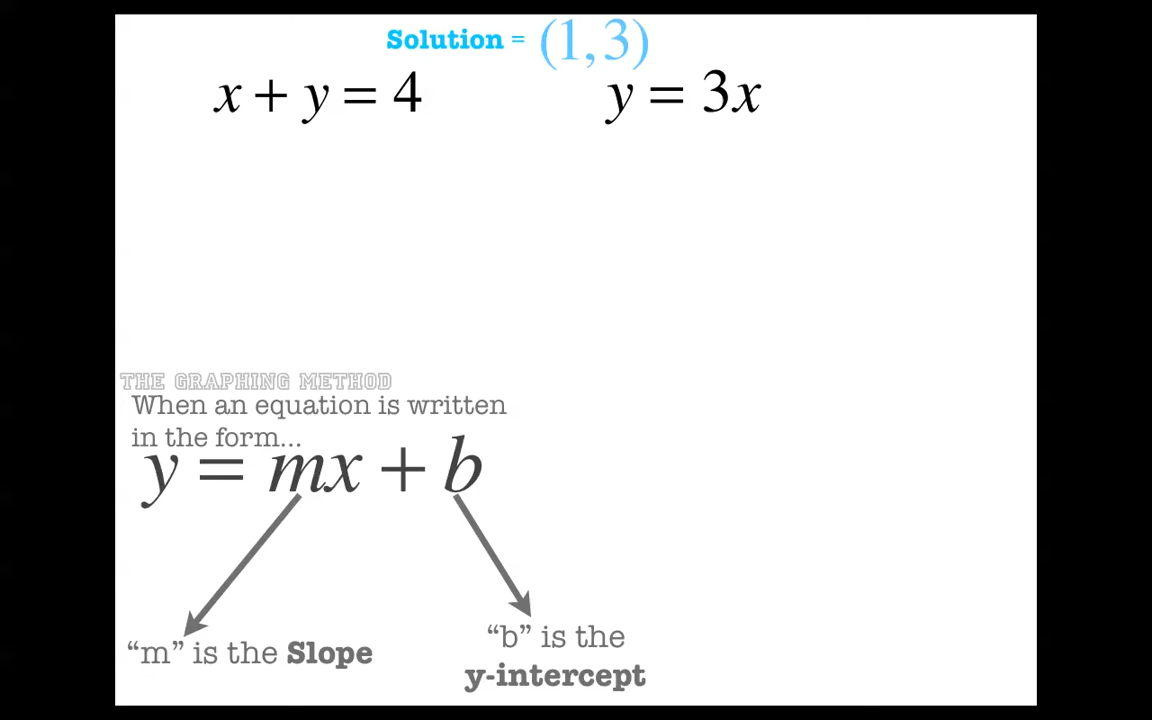 Solution = (1,3)
x + y = 4 y = 3x
THE GRAPHING METHOD
When an equation is written
in the form...
y = mx + b
“m” is the Slope
“b” is the
y-intercept